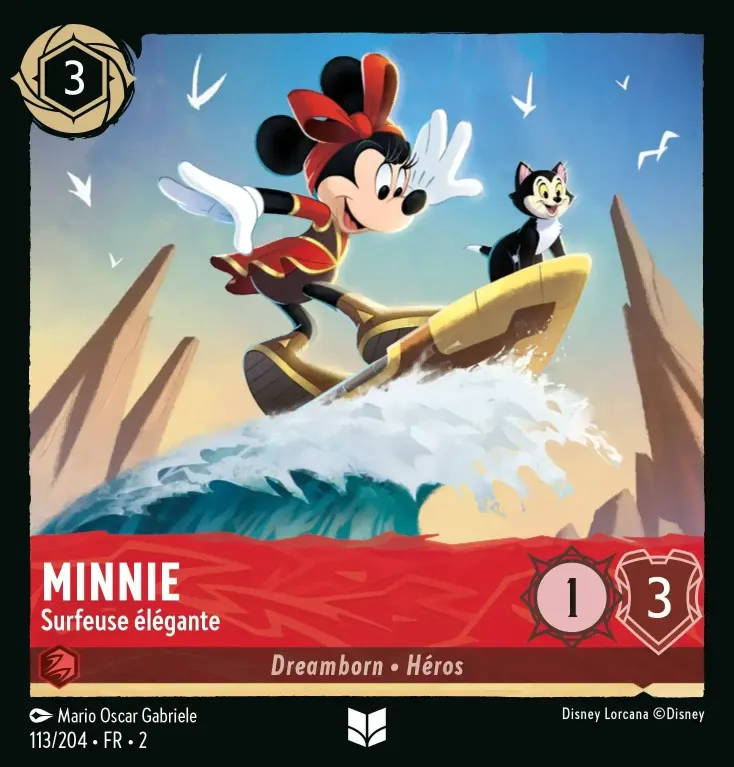 3
MINNIE
Surfeuse élégante
1
3
Dreamborn • Héros
Mario Oscar Gabriele
Disney Lorcana ©Disney
113/204 • FR • 2